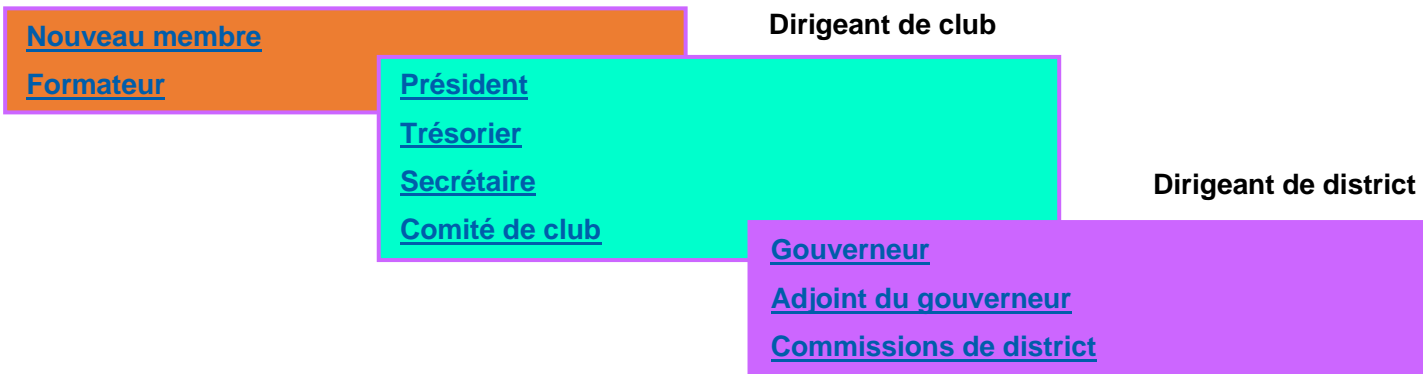 Dirigeant de club
Nouveau membre
Formateur
Président
Trésorier
Secrétaire
Comité de club
Dirigeant de district
Gouverneur
Adjoint du gouverneur
Commissions de district